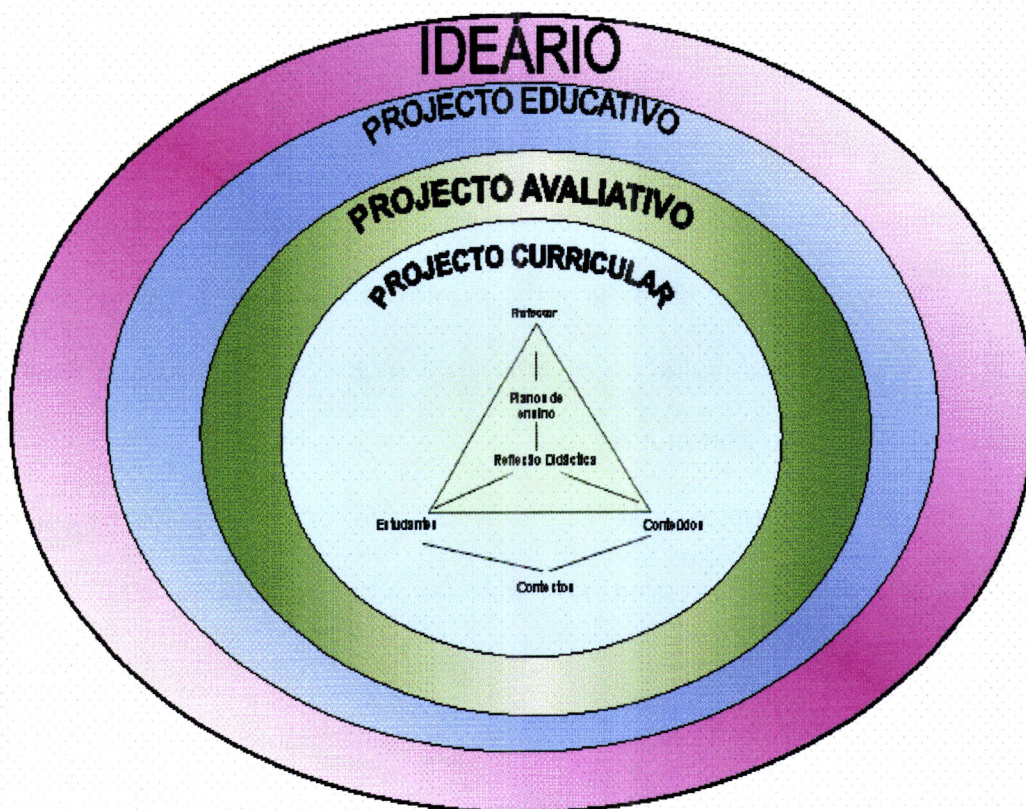 IDEÁRIO
PROJECTO EDUCATIVO
PROJECTO AVALIATIVO
PROJECTO CURRICULAR
Professor
Planos de
ensino
Reflexão Didáctica
Estudantes
Conteúdos
Contextos